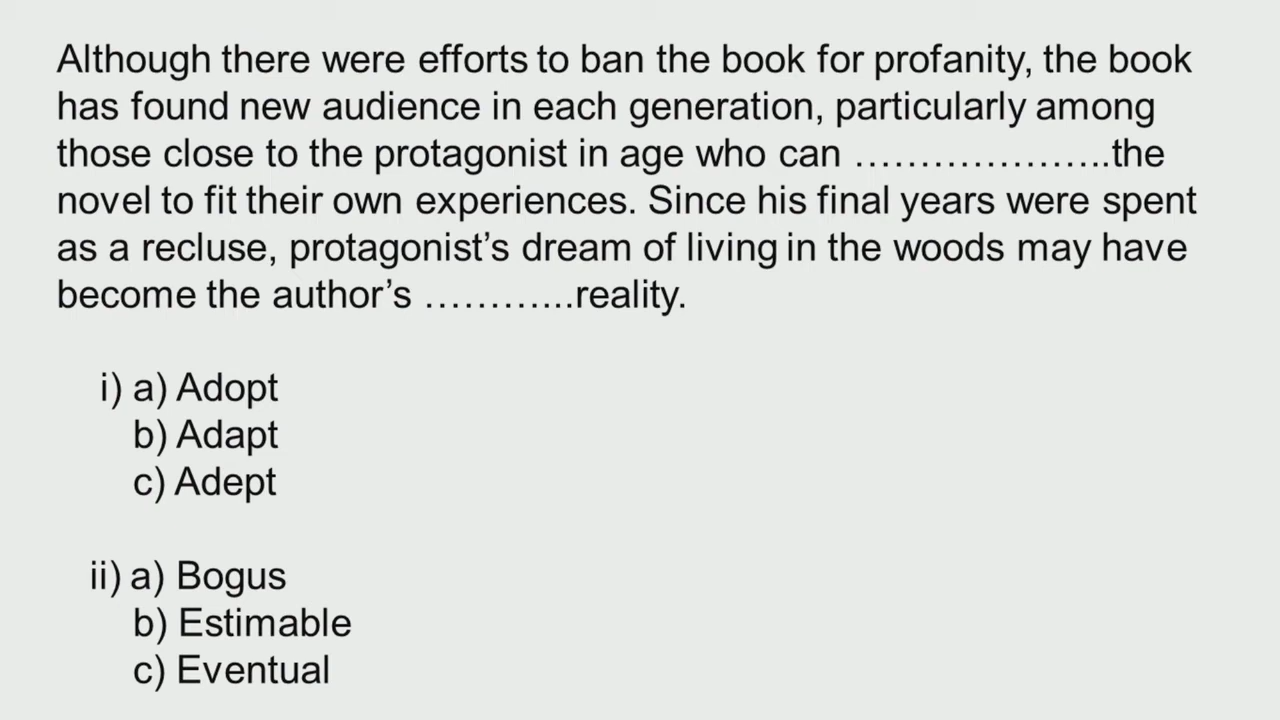 Although there were efforts to ban the book for profanity, the book
has found new audience in each generation, particularly among
those close to the protagonist in age who can …………………..the
novel to fit their own experiences. Since his final years were spent
as a recluse, protagonist’s dream of living in the woods may have
become the author’s …………..reality.
i) a) Adopt
b) Adapt
c) Adept
ii) a) Bogus
b) Estimable
c) Eventual